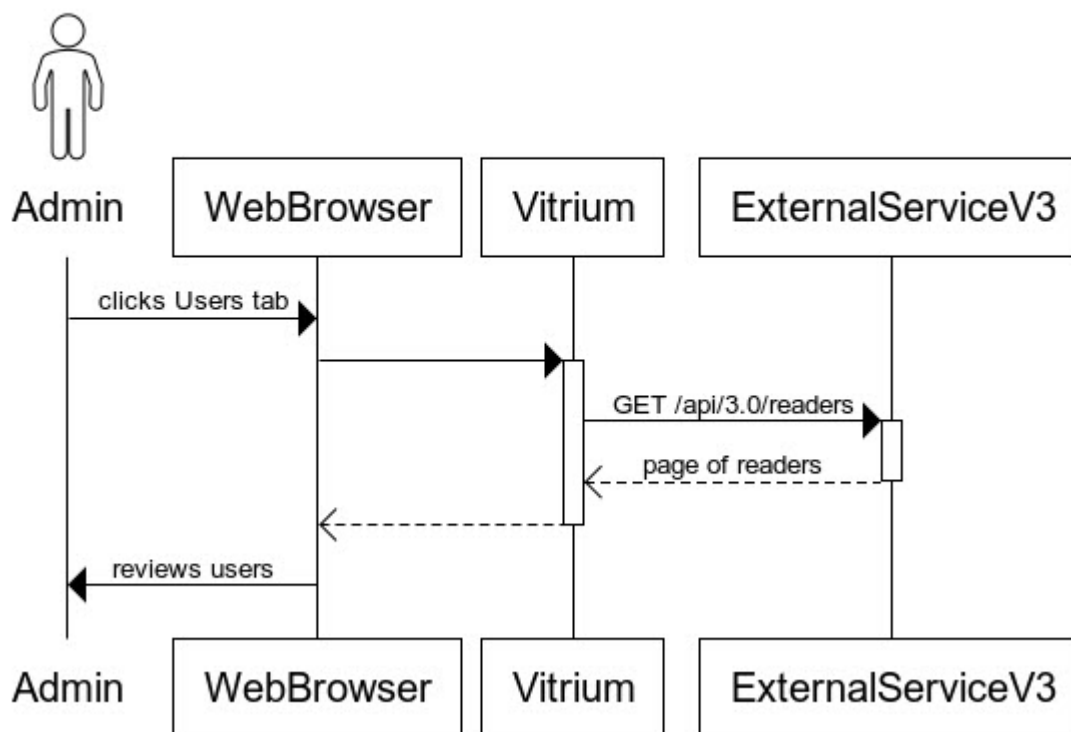 Admin
WebBrowser
Vitrium
ExternalServiceV3
clicks Users tab
GET /api/3.0/readers
page of readers
reviews users
Admin
WebBrowser
Vitrium
ExternalServiceV3